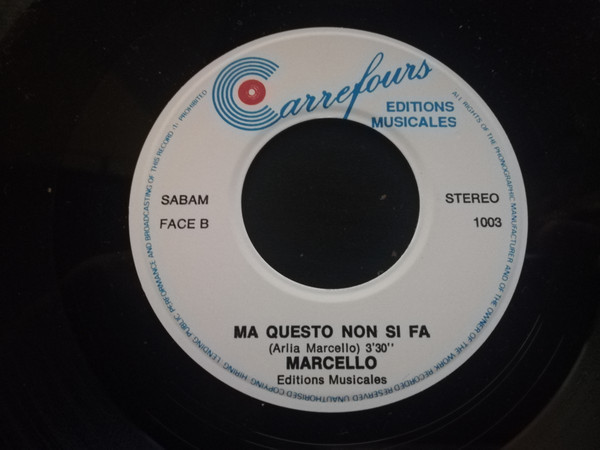 Carrefours
EDITIONS
MUSICALES
SABAM
FACE B
STEREO
1003
MA QUESTO NON SI FA
(Arlia Marcello) 3'30''
MARCELLO
Editions Musicales
ALL RIGHTS OF THE PHONOGRAPHIC MANUFACTURER AND OF THE OWNER OF THE WORK RECORDED RESERVED UNAUTHORISED COPYING HIRING LENDING PUBLIC PERFORMANCE AND BROADCASTING OF THIS RECORD PROHIBITED